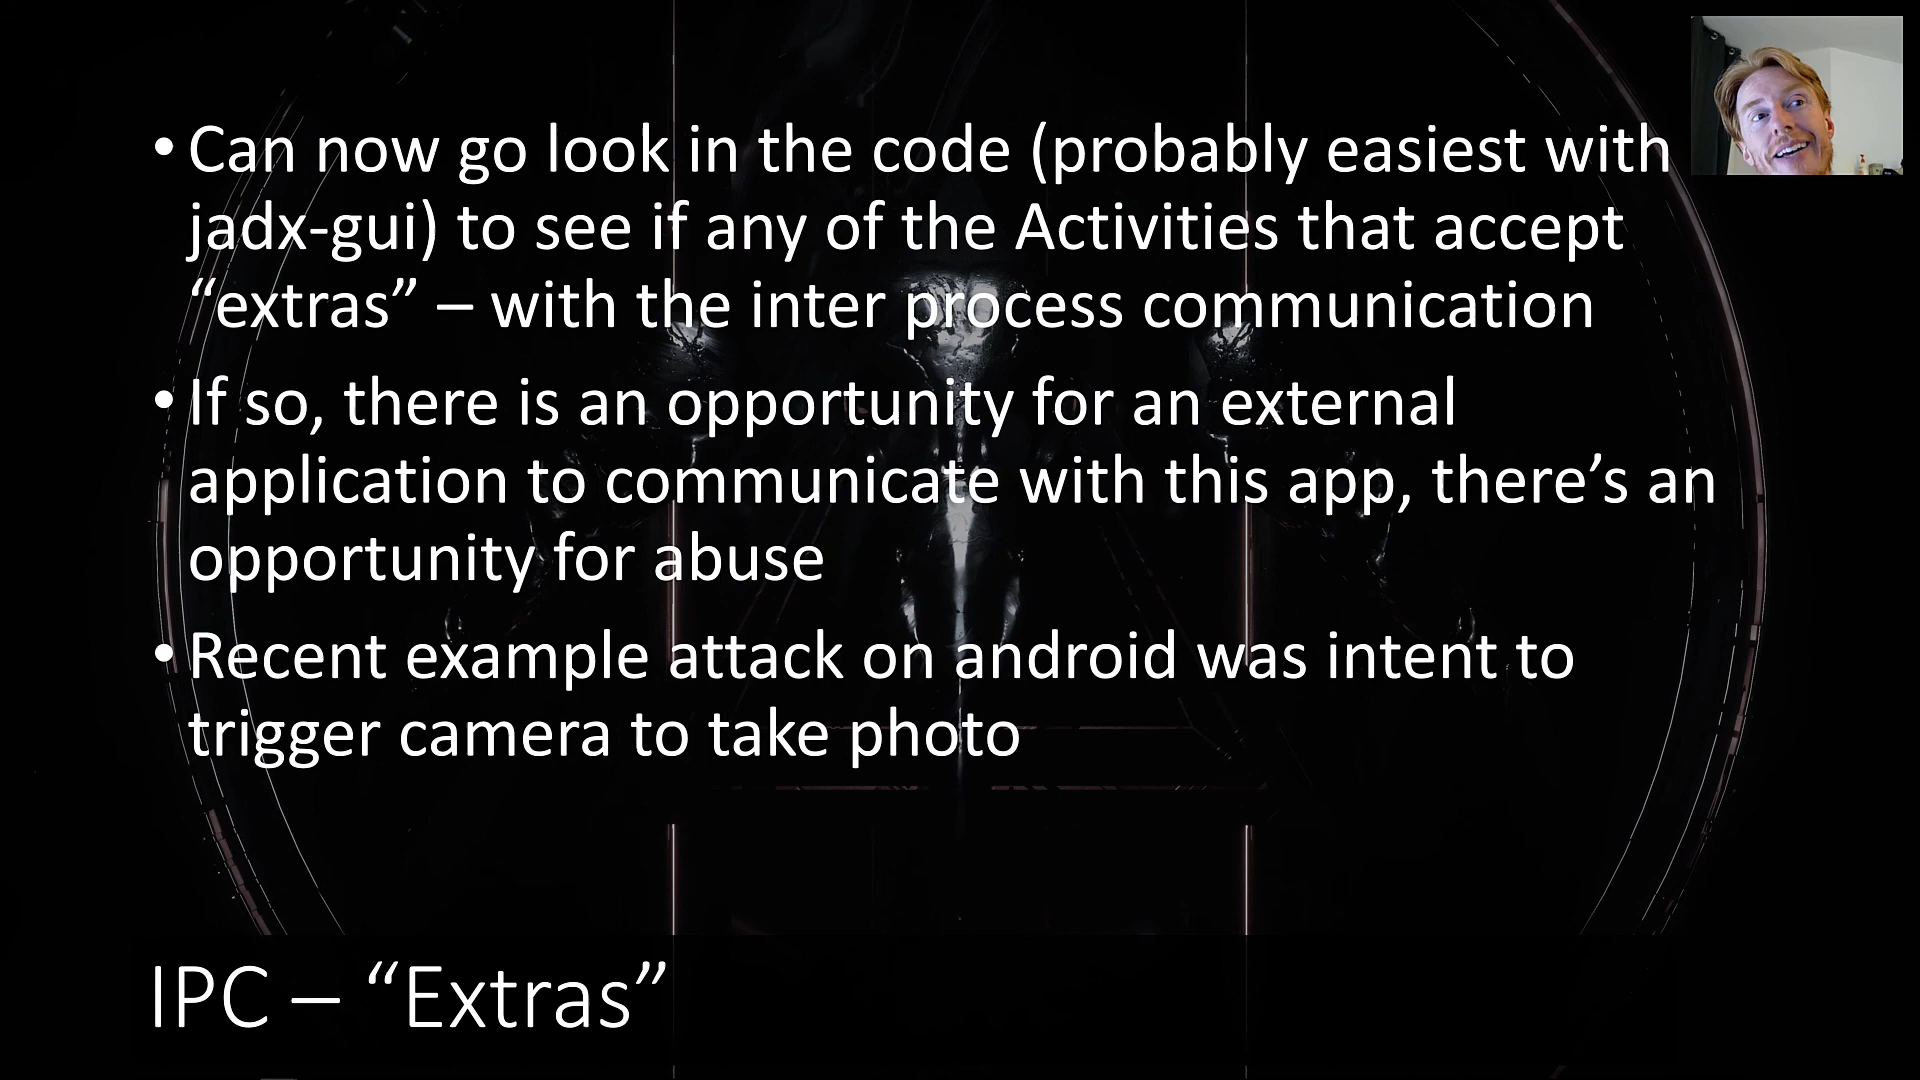 • Can now go look in the code (probably easiest with
jadx-gui) to see if any of the Activities that accept
“extras” – with the inter process communication
• If so, there is an opportunity for an external
application to communicate with this app, there’s an
opportunity for abuse
• Recent example attack on android was intent to
trigger camera to take photo
IPC – “Extras”